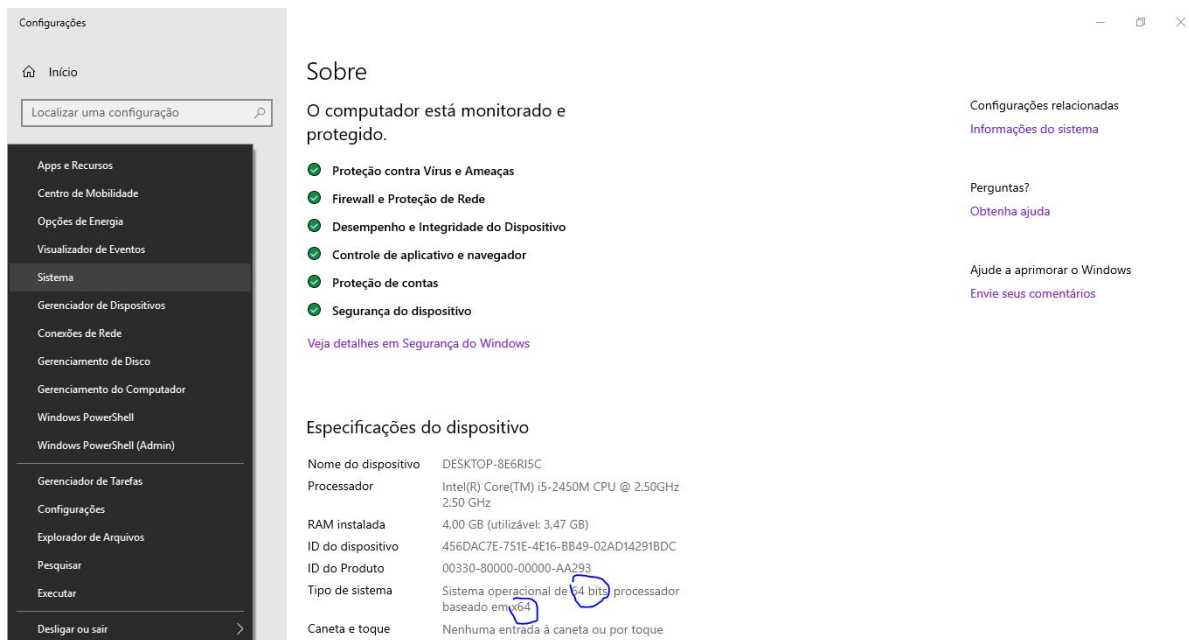 Configurações
Início
Localizar uma configuração
Apps e Recursos
Centro de Mobilidade
Opções de Energia
Visualizador de Eventos
Sistema
Gerenciador de Dispositivos
Conexões de Rede
Gerenciamento de Disco
Gerenciamento do Computador
Windows PowerShell
Windows PowerShell (Admin)
Gerenciador de Tarefas
Configurações
Explorador de Arquivos
Pesquisar
Executar
Desligar ou sair
Sobre
O computador está monitorado e
protegido.
Proteção contra Vírus e Ameaças
Firewall e Proteção de Rede
Desempenho e Integridade do Dispositivo
Controle de aplicativo e navegador
Proteção de contas
Segurança do dispositivo
Veja detalhes em Segurança do Windows
Especificações do dispositivo
Nome do dispositivo DESKTOP-8E6RI5C
Processador Intel(R) Core(TM) i5-2450M CPU @ 2.50GHz
2.50 GHz
RAM instalada 4,00 GB (utilizável: 3,47 GB)
ID do dispositivo 456DAC7E-751E-4E16-BB49-02AD14291BDC
ID do Produto 00330-80000-00000-AA293
Tipo de sistema Sistema operacional de 64 bits, processador
baseado em x64
Caneta e toque Nenhuma entrada à caneta ou por toque
Configurações relacionadas
Informações do sistema
Perguntas?
Obtenha ajuda
Ajude a aprimorar o Windows
Envie seus comentários